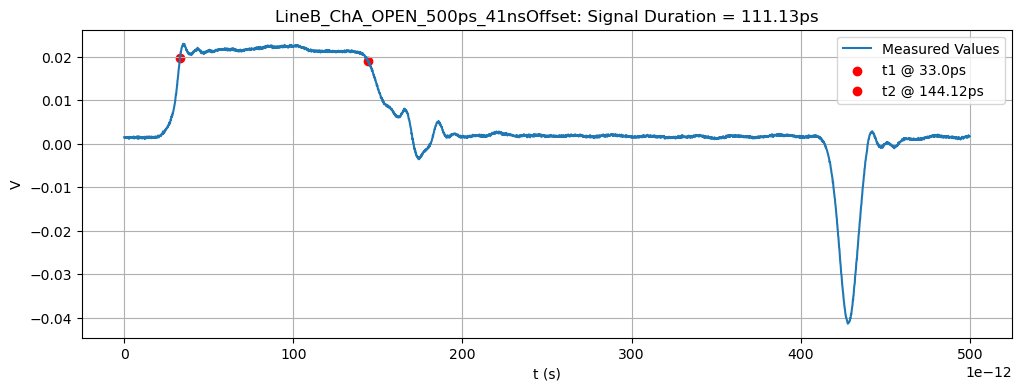 LineB_ChA_OPEN_500ps_41nsOffset: Signal Duration = 111.13ps
Measured Values
t1 @ 33.0ps
t2 @ 144.12ps
V
0.02
0.01
0.00
−0.01
−0.02
−0.03
−0.04
0 100 200 300 400 500
1e−12
t (s)